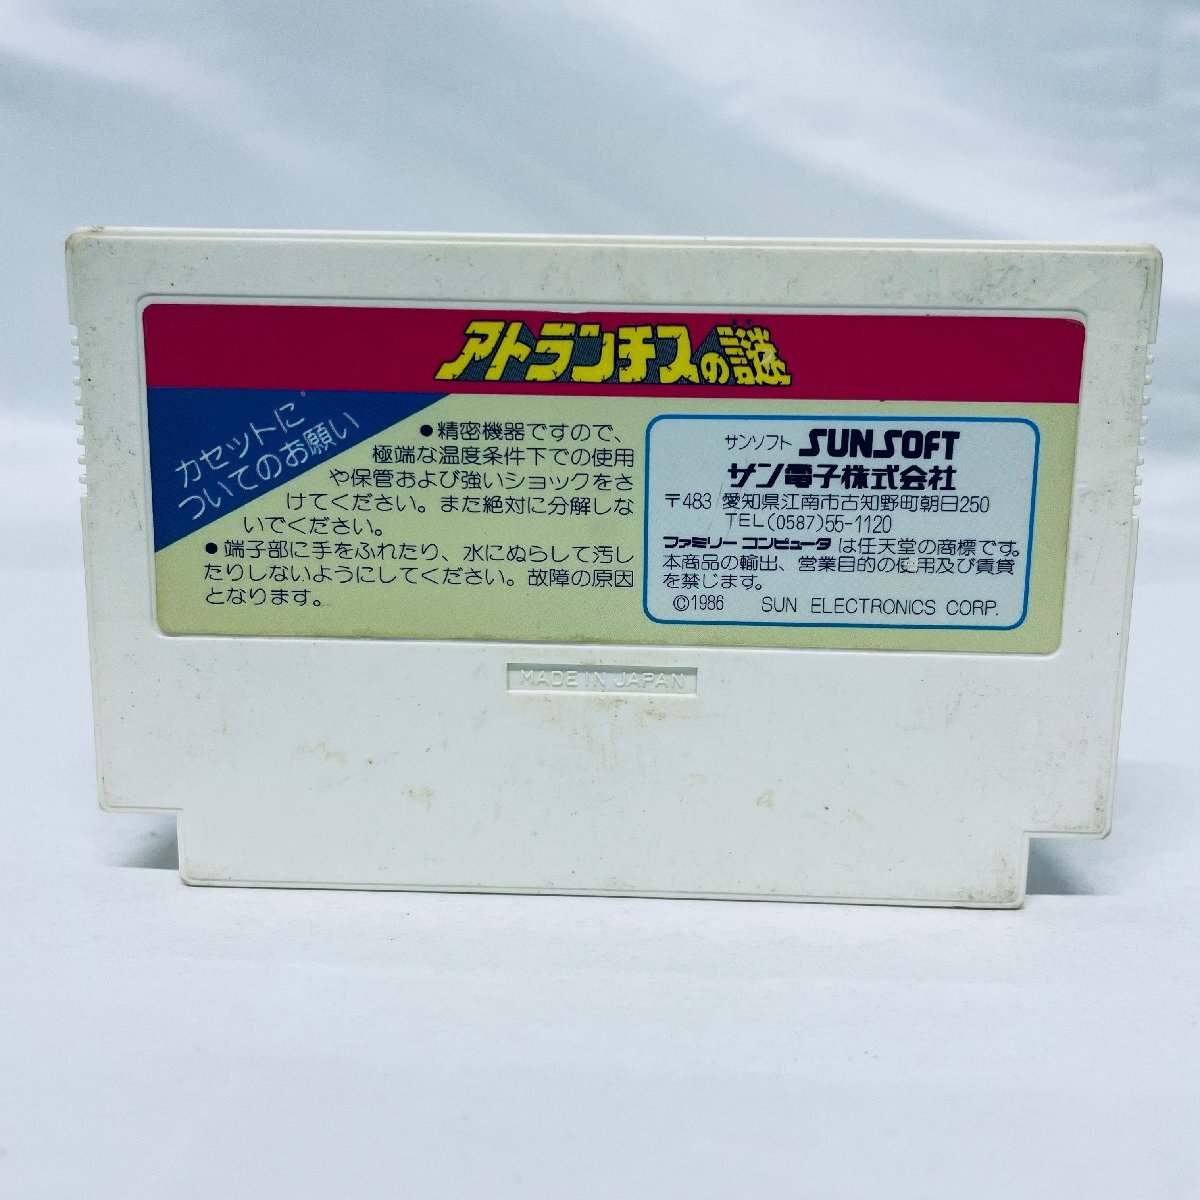 アトランチスの謎
カセットに
ついてのお願い
●精密機器ですので、
極端な温度条件下での使用
や保管および強いショックをさ
けてください。また絶対に分解しな
いでください。
●端子部に手をふれたり、水にぬらして汚し
たりしないようにしてください。故障の原因
となります。
サンソフト SUNSOFT
サン電子株式会社
〒483 愛知県江南市古知野町朝日250
TEL(0587)55-1120
ファミリー コンピュータ は任天堂の商標です。
本商品の輸出、営業目的の使用及び賃貸
を禁じます。
©1986 SUN ELECTRONICS CORP.
MADE IN JAPAN